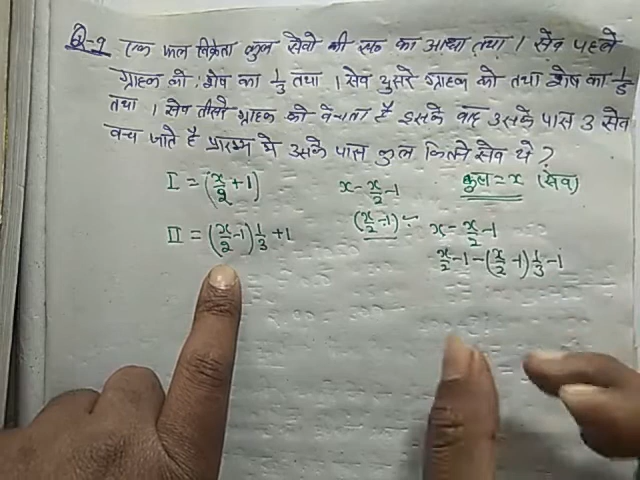 Q-9 एक फल विक्रेता कुल सेवो की का आधा तथा 1 सेव पहले
ग्राहक को, शेष का 1/3 तथा 1 सेव दुसरे ग्राहक को तथा शेष का 1/5
तथा 1 सेव तीसरे ग्राहक को बेचता है इसके बाद उसके पास 3 सेव
बच जाते है प्रारम्भ मे उसके पास कुल कितने सेव थे ?
I = (x/2 + 1) x - x/2 - 1 कुल = x (सेव)
II = (x/2 - 1) 1/3 + 1 (x/2 - 1) x - x/2 - 1
x/2 - 1 - (x/2 - 1) 1/3 - 1